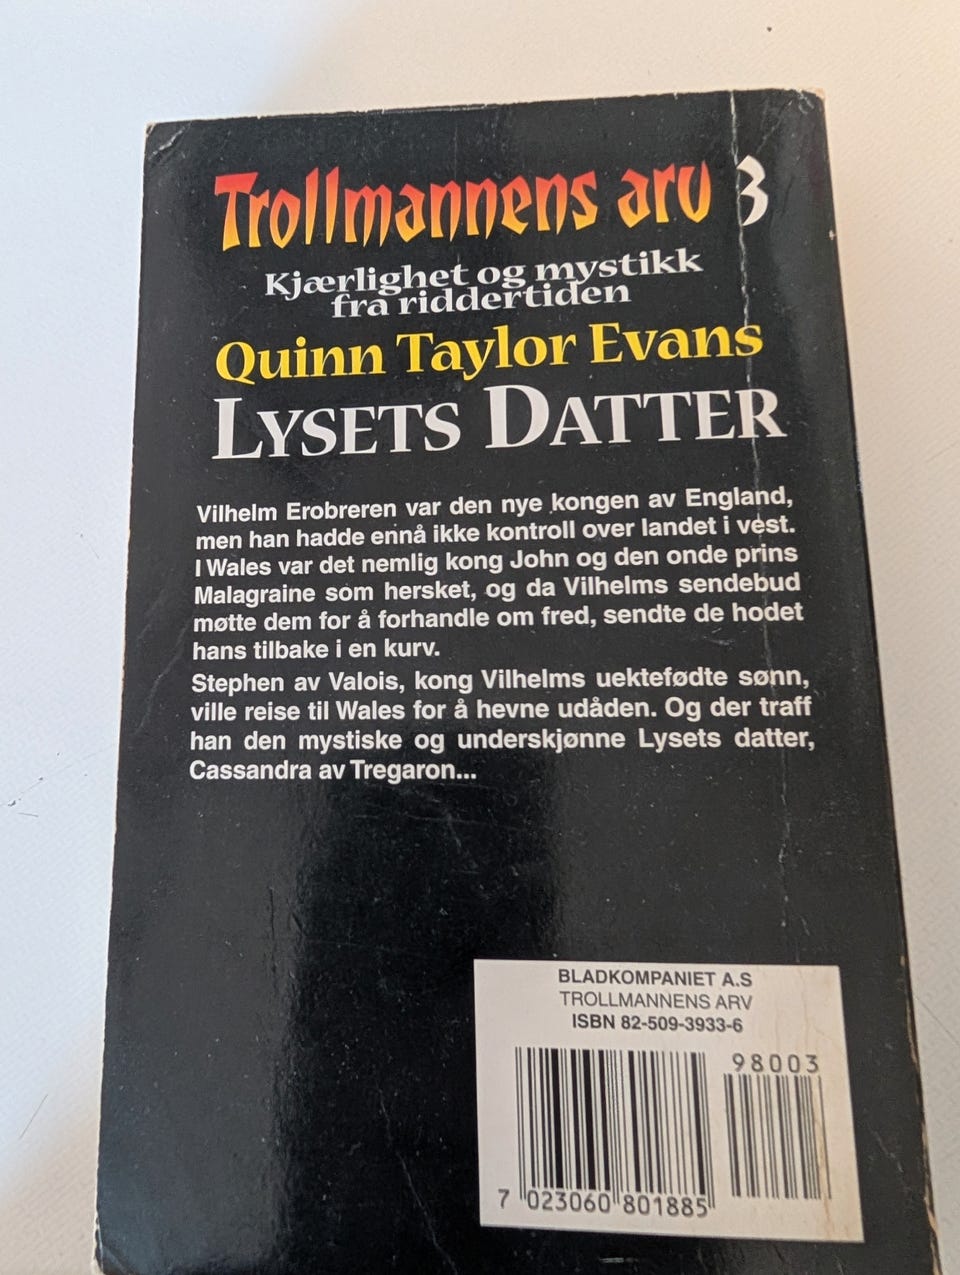 Trollmannens arv 3
Kjærlighet og mystikk
fra riddertiden
Quinn Taylor Evans
LYSETS DATTER
Vilhelm Erobreren var den nye kongen av England,
men han hadde ennå ikke kontroll over landet i vest.
I Wales var det nemlig kong John og den onde prins
Malagraine som hersket, og da Vilhelms sendebud
møtte dem for å forhandle om fred, sendte de hodet
hans tilbake i en kurv.
Stephen av Valois, kong Vilhelms uektefødte sønn,
ville reise til Wales for å hevne udåden. Og der traff
han den mystiske og underskjønne Lysets datter,
Cassandra av Tregaron...
BLADKOMPANIET A.S
TROLLMANNENS ARV
ISBN 82-509-3933-6
98003
7 023060 801885